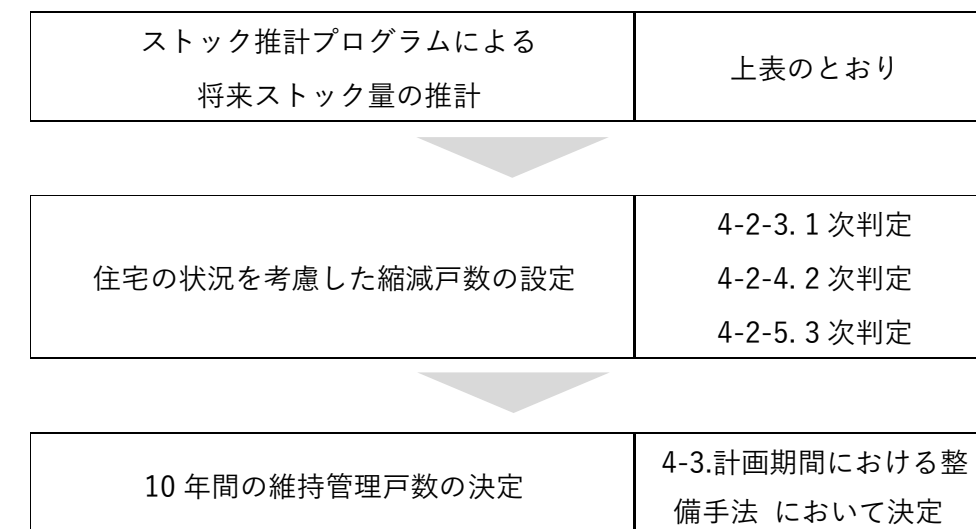 ストック推計プログラムによる
将来ストック量の推計
上表のとおり
住宅の状況を考慮した縮減戸数の設定
4-2-3. 1 次判定
4-2-4. 2 次判定
4-2-5. 3 次判定
10 年間の維持管理戸数の決定
4-3.計画期間における整
備手法 において決定